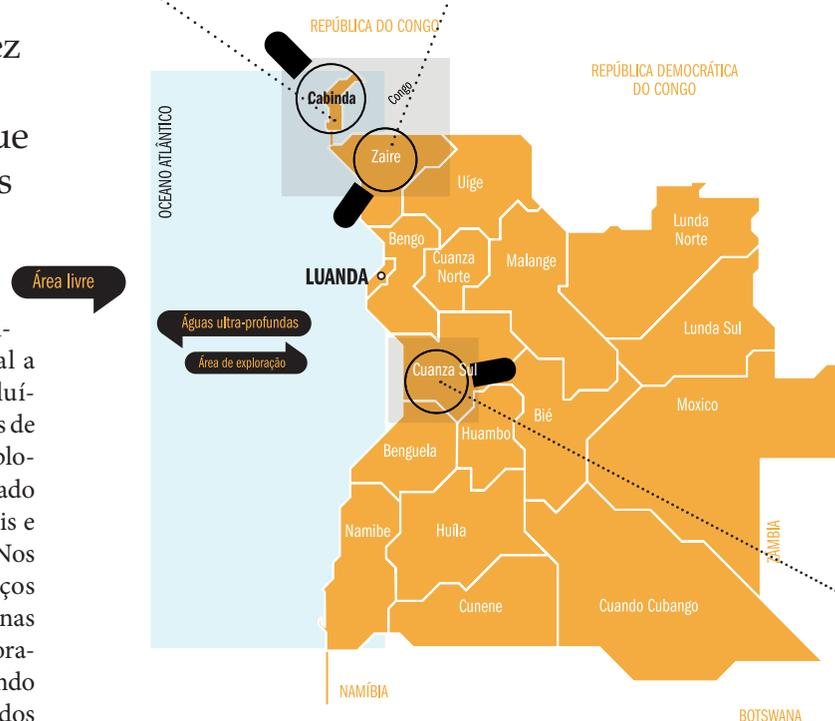 ez
ue
s
al a
luí-
s de
plo-
ado
is e
Nos
ços
nas
ora-
ndo
dos
REPÚBLICA DO CONGO
REPÚBLICA DEMOCRÁTICA
DO CONGO
OCEANO ATLÂNTICO
Cabinda
Congo
Zaire
Uíge
Lunda
Norte
Bengo
Cuanza
Norte
Malange
LUANDA
Área livre
Águas ultra-profundas
Área de exploração
Lunda Sul
Cuanza Sul
Moxico
Bié
Huambo
Benguela
Namibe
Huíla
ZÂMBIA
Cunene
Cuando Cubango
NAMÍBIA
BOTSWANA